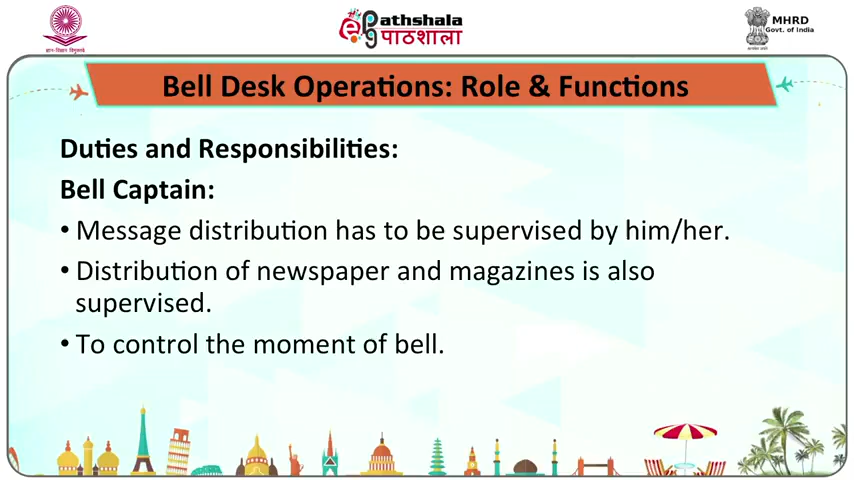 ePathshala
पाठशाला
MHRD
Govt. of India
Bell Desk Operations: Role & Functions
Duties and Responsibilities:
Bell Captain:
• Message distribution has to be supervised by him/her.
• Distribution of newspaper and magazines is also
supervised.
• To control the moment of bell.